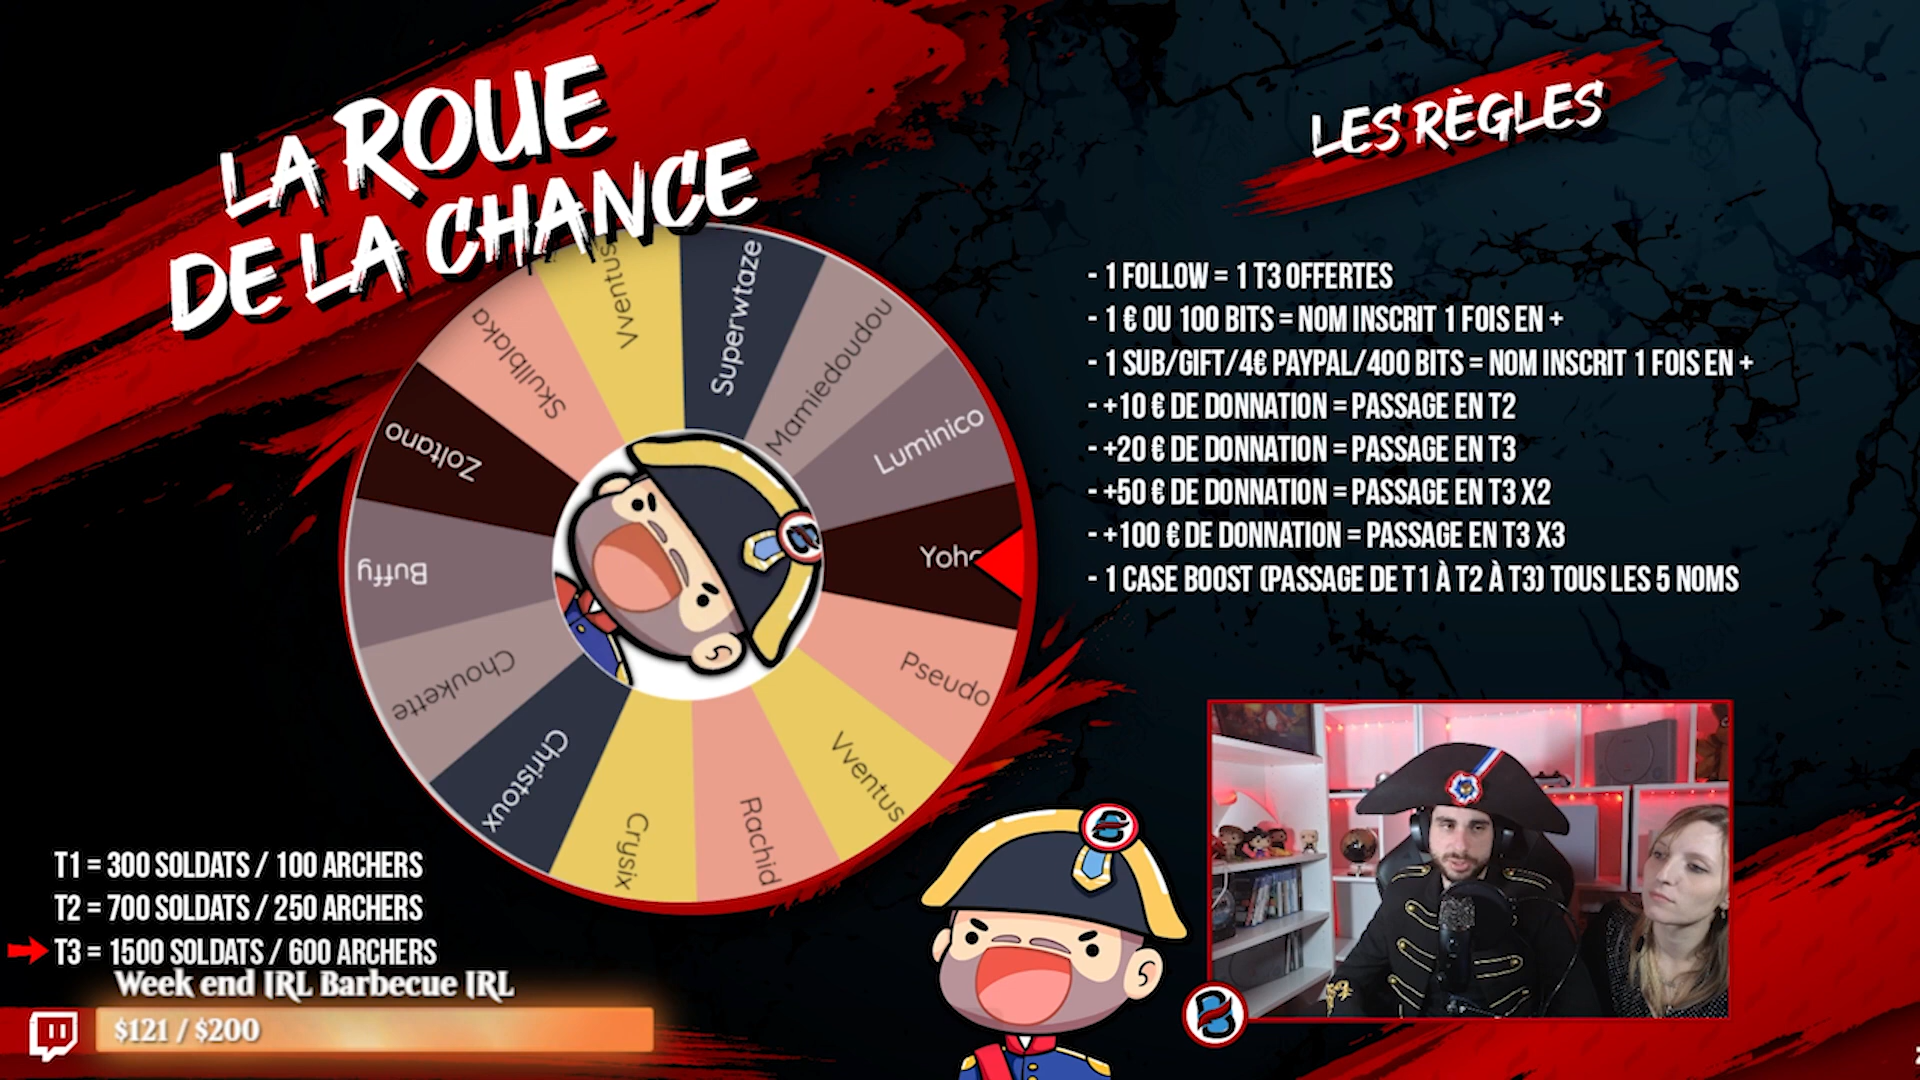 LA ROUE
DE LA CHANCE
LES RÈGLES
- 1 FOLLOW = 1 T3 OFFERTES
- 1 € OU 100 BITS = NOM INSCRIT 1 FOIS EN +
- 1 SUB/GIFT/4€ PAYPAL/400 BITS = NOM INSCRIT 1 FOIS EN +
- +10 € DE DONNATION = PASSAGE EN T2
- +20 € DE DONNATION = PASSAGE EN T3
- +50 € DE DONNATION = PASSAGE EN T3 X2
- +100 € DE DONNATION = PASSAGE EN T3 X3
- 1 CASE BOOST (PASSAGE DE T1 À T2 À T3) TOUS LES 5 NOMS
Vventus
Superwtaze
Mamiedoudou
Luminico
Pseudo
Vventus
Rachid
Crysix
Christoux
Choukette
Buffy
Zoltano
Skullblaka
T1 = 300 SOLDATS / 100 ARCHERS
T2 = 700 SOLDATS / 250 ARCHERS
T3 = 1500 SOLDATS / 600 ARCHERS
Week end IRL Barbecue IRL
$121 / $200